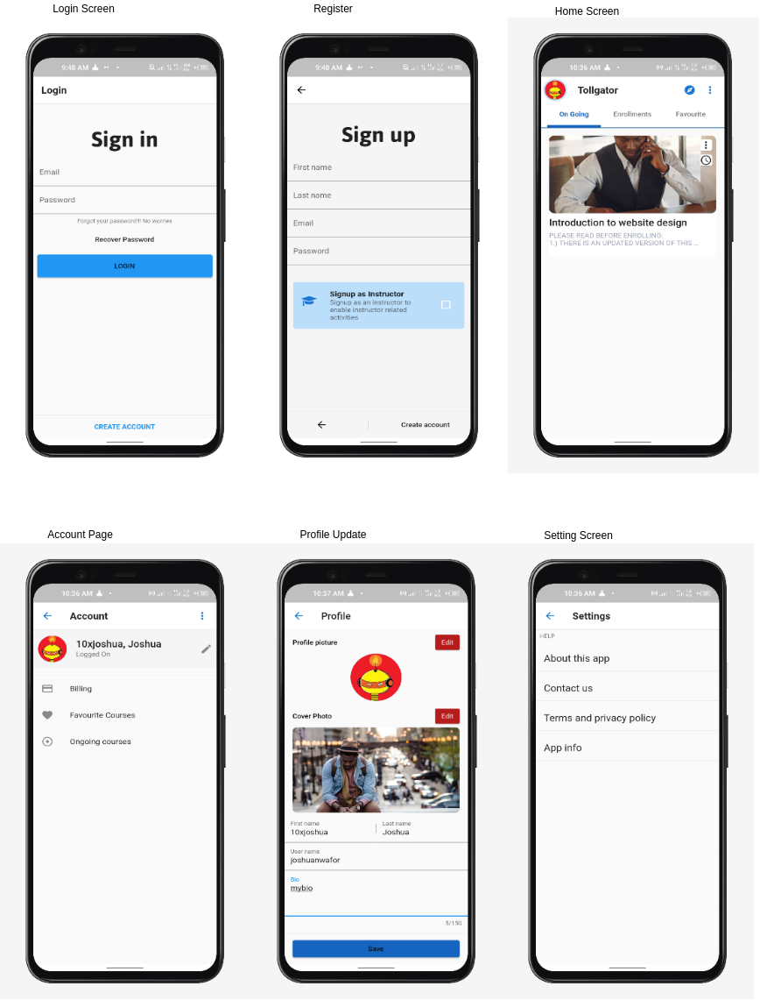 Login Screen
9:48 AM
Login
Sign in
Email
Password
Forgot your password!!! No worries
Recover Password
LOGIN
CREATE ACCOUNT
Register
9:48 AM
Sign up
First name
Last name
Email
Password
Signup as Instructor
Signup as an instructor to
enable instructor related
activities
Create account
Home Screen
10:36 AM
Tollgator
On Going
Enrollments
Favourite
Introduction to website design
PLEASE READ BEFORE ENROLLING:
1.) THERE IS AN UPDATED VERSION OF THIS ...
Account Page
10:36 AM
Account
10xjoshua, Joshua
Logged On
Billing
Favourite Courses
Ongoing courses
Profile Update
10:37 AM
Profile
Profile picture
Edit
Cover Photo
Edit
First name
10xjoshua
Last name
Joshua
User name
joshuanwafor
Bio
mybio
5/150
Save
Setting Screen
10:36 AM
Settings
HELP
About this app
Contact us
Terms and privacy policy
App info